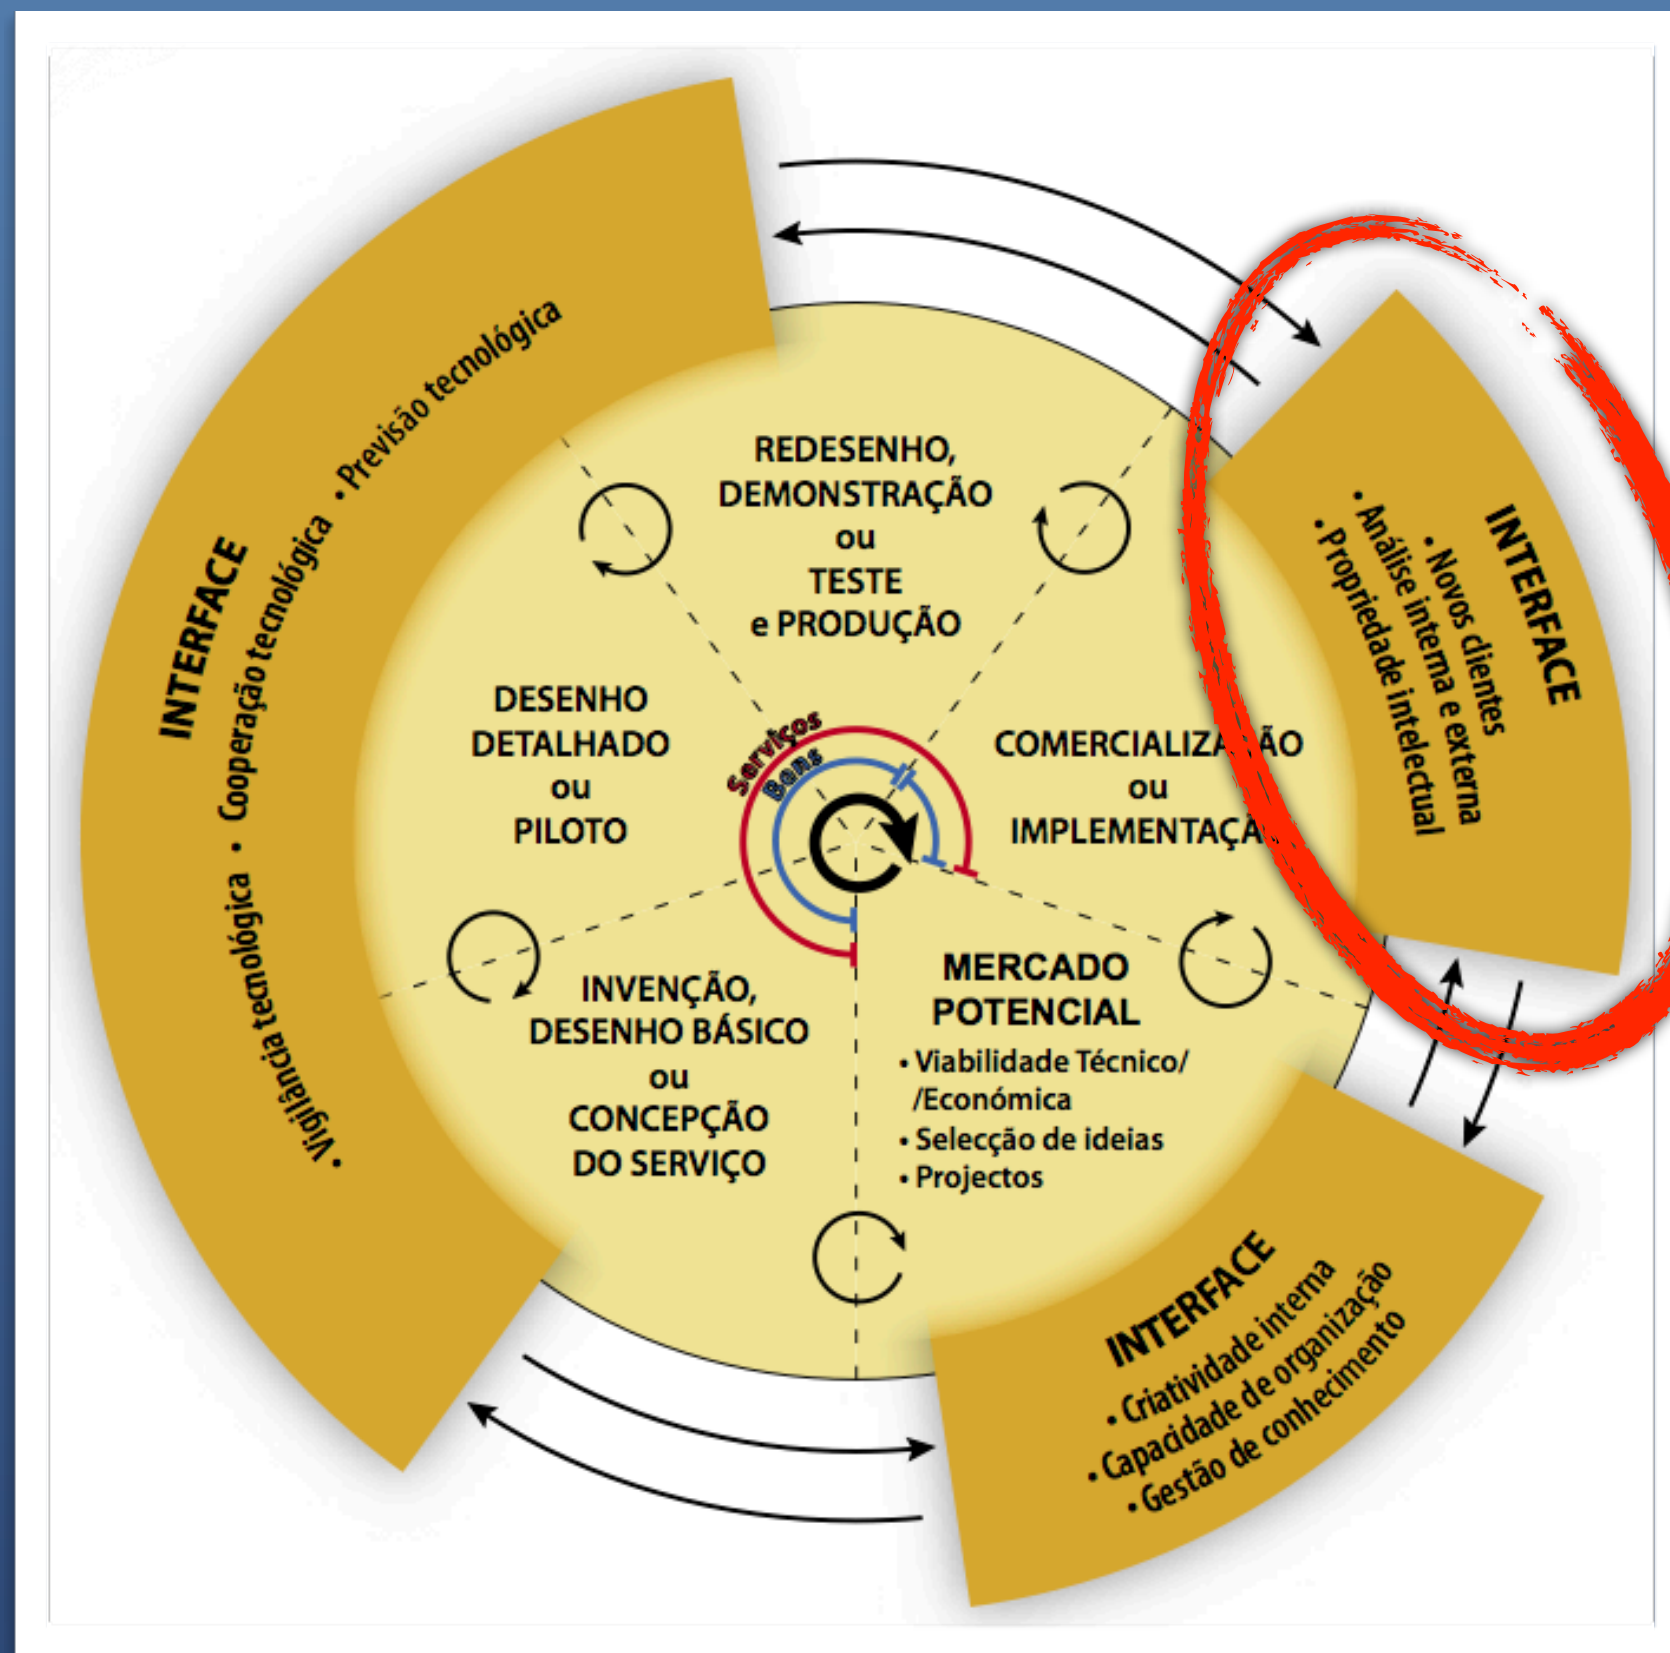 INTERFACE
• Vigilância tecnológica • Cooperação tecnológica • Previsão tecnológica
REDESENHO,
DEMONSTRAÇÃO
ou
TESTE
e PRODUÇÃO
DESENHO
DETALHADO
ou
PILOTO
Serviços
Bens
COMERCIALIZAÇÃO
ou
IMPLEMENTAÇÃ
INVENÇÃO,
DESENHO BÁSICO
ou
CONCEPÇÃO
DO SERVIÇO
MERCADO
POTENCIAL
• Viabilidade Técnico/
/Económica
• Selecção de ideias
• Projectos
INTERFACE
• Novos clientes
• Análise interna e externa
• Propriedade intelectual
INTERFACE
• Criatividade interna
• Capacidade de organização
• Gestão de conhecimento